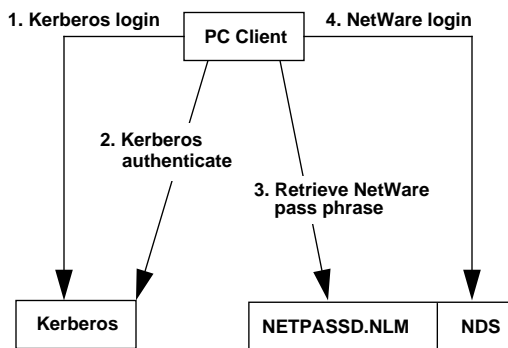 1. Kerberos login
PC Client
4. NetWare login
2. Kerberos
authenticate
3. Retrieve NetWare
pass phrase
Kerberos
NETPASSD.NLM
NDS